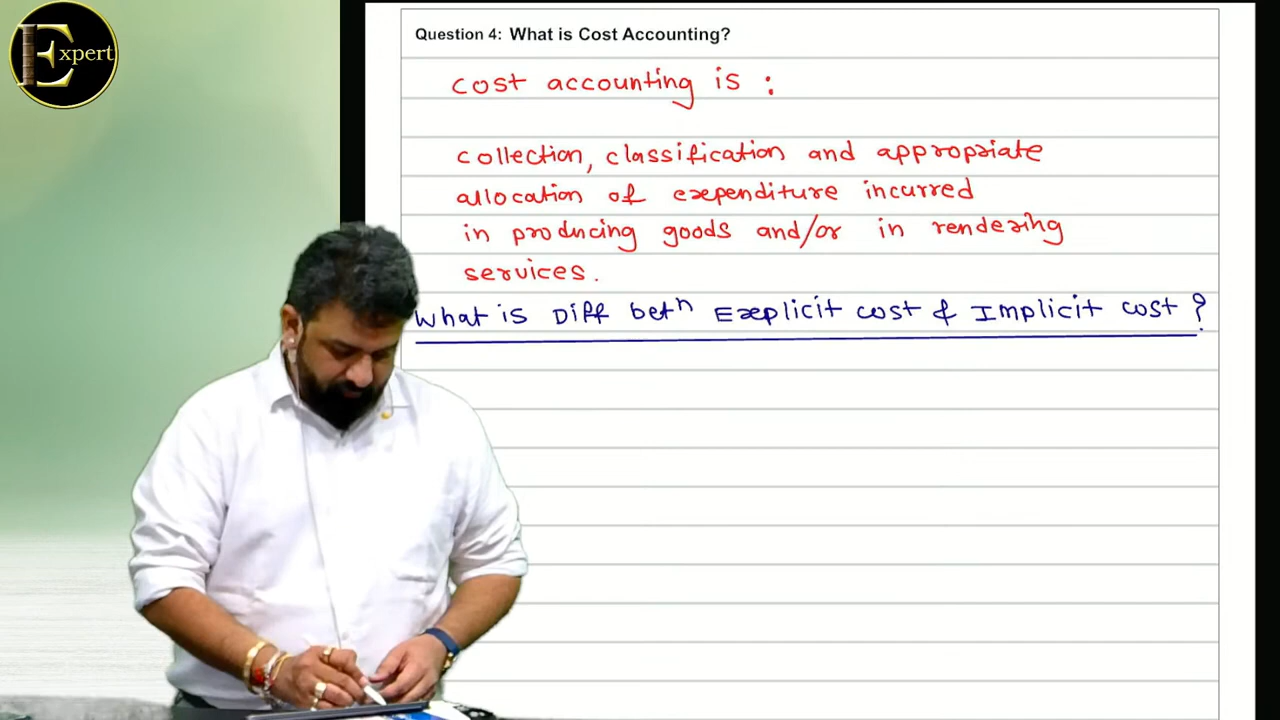 Expert
Question 4: What is Cost Accounting?
cost accounting is :
collection, classification and appropriate
allocation of expenditure incurred
in producing goods and/or in rendering
services.
What is Diff betn Explicit cost & Implicit cost ?